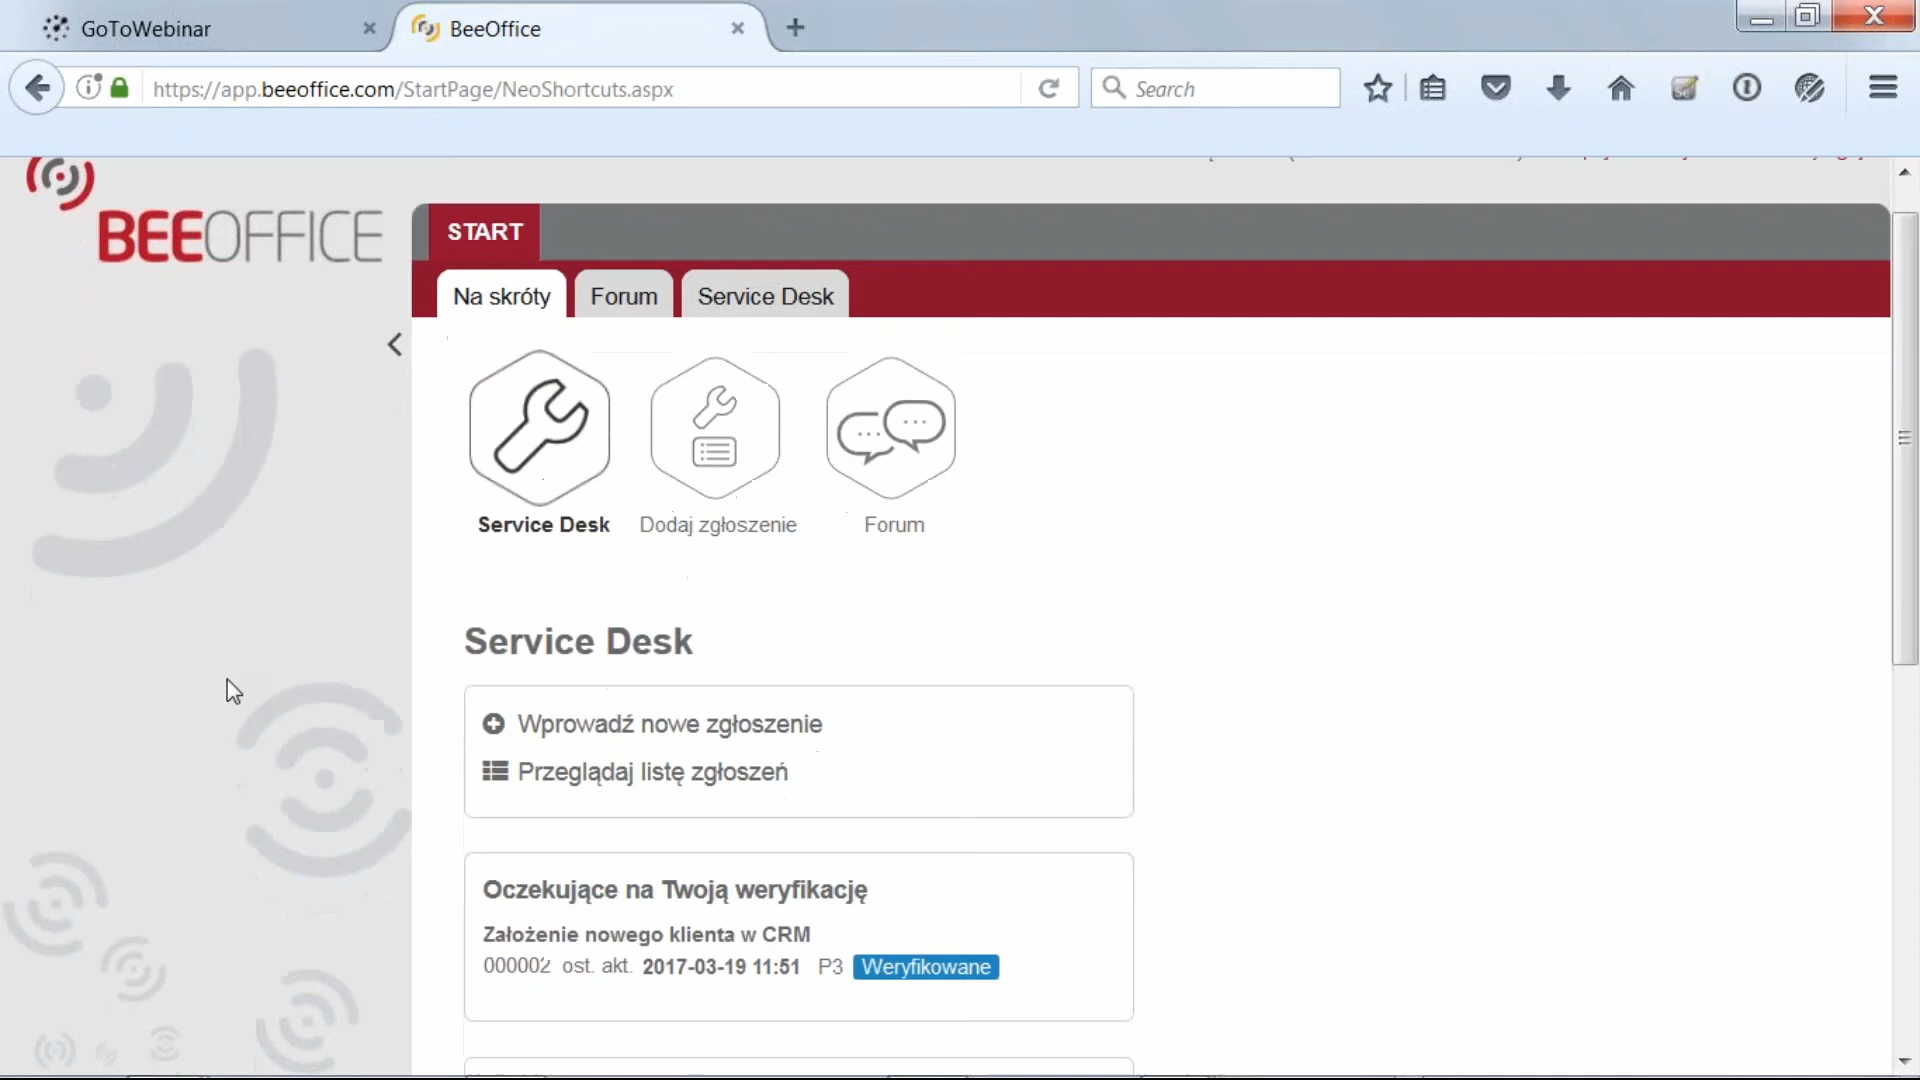 GoToWebinar
BeeOffice
https://app.beeoffice.com/StartPage/NeoShortcuts.aspx
Search
BEEOFFICE
START
Na skróty
Forum
Service Desk
Service Desk
Dodaj zgłoszenie
Forum
Service Desk
Wprowadź nowe zgłoszenie
Przeglądaj listę zgłoszeń
Oczekujące na Twoją weryfikację
Założenie nowego klienta w CRM
000002 ost. akt. 2017-03-19 11:51 P3 Weryfikowane